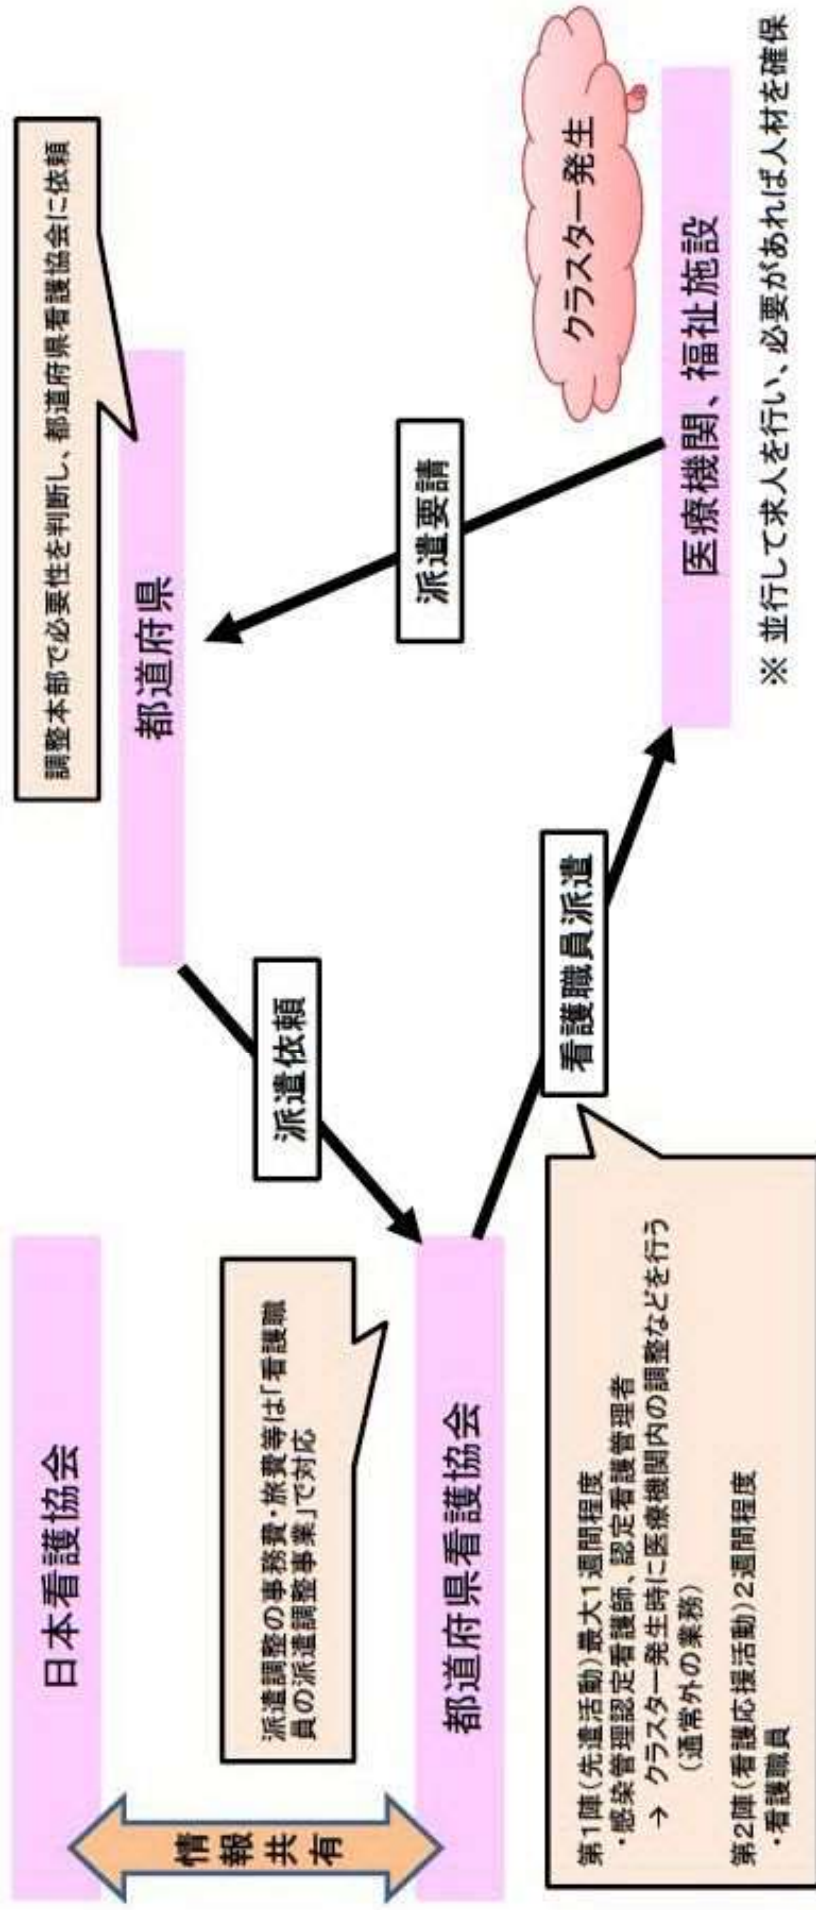 日本看護協会
情報共有
派遣調整の事務費・旅費等は「看護職
員の派遣調整事業」で対応
都道府県看護協会
調整本部で必要性を判断し、都道府県看護協会に依頼
都道府県
派遣依頼
派遣要請
看護職員派遣
クラスター発生
医療機関、福祉施設
※ 並行して求人を行い、必要があれば人材を確保
第1陣(先遣活動)最大1週間程度
・感染管理認定看護師、認定看護管理者
→ クラスター発生時に医療機関内の調整などを行う
(通常外の業務)
第2陣(看護応援活動)2週間程度
・看護職員